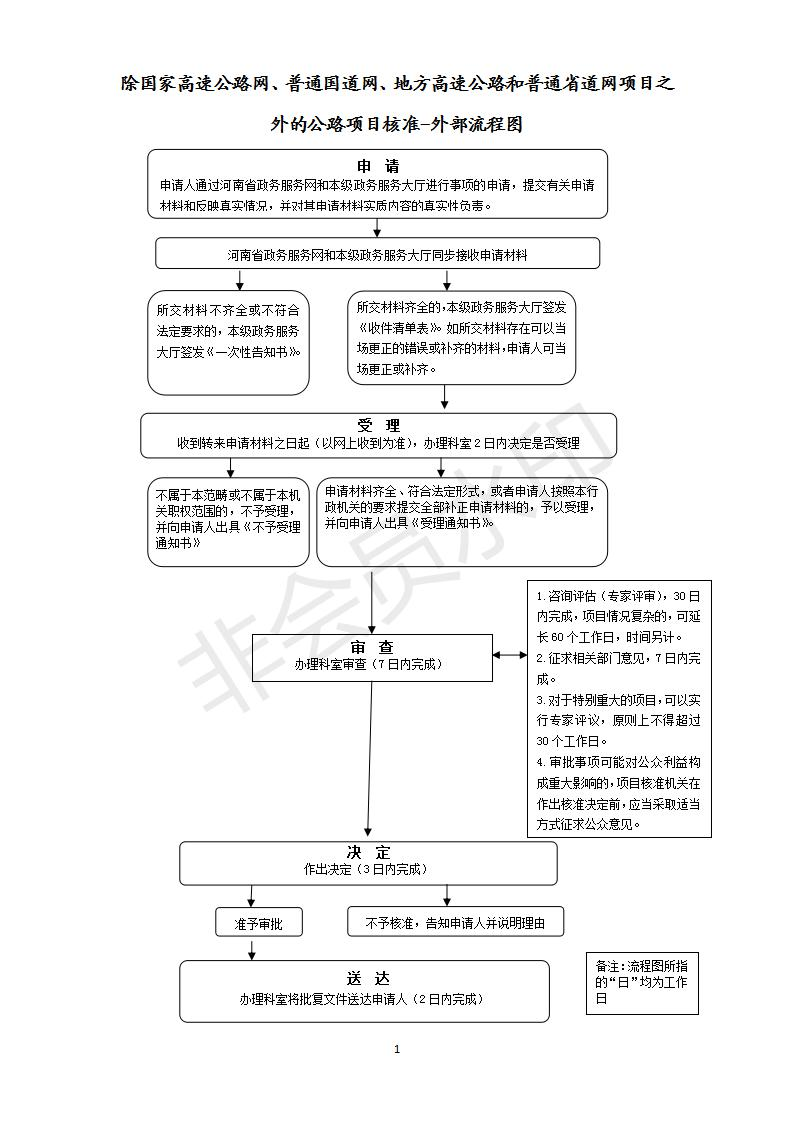 除国家高速公路网、普通国道网、地方高速公路和普通省道网项目之
外的公路项目核准-外部流程图
申 请
申请人通过河南省政务服务网和本级政务服务大厅进行事项的申请，提交有关申请
材料和反映真实情况，并对其申请材料实质内容的真实性负责。
河南省政务服务网和本级政务服务大厅同步接收申请材料
所交材料不齐全或不符合
法定要求的，本级政务服务
大厅签发《一次性告知书》。
所交材料齐全的，本级政务服务大厅签发
《收件清单表》。如所交材料存在可以当
场更正的错误或补齐的材料，申请人可当
场更正或补齐。
受 理
收到转来申请材料之日起（以网上收到为准），办理科室2日内决定是否受理
不属于本范畴或不属于本机
关职权范围的，不予受理，
并向申请人出具《不予受理
通知书》
申请材料齐全、符合法定形式，或者申请人按照本行
政机关的要求提交全部补正申请材料的，予以受理，
并向申请人出具《受理通知书》。
审 查
办理科室审查（7日内完成）
1.咨询评估（专家评审），30日
内完成，项目情况复杂的，可延
长60个工作日，时间另计。
2.征求相关部门意见，7日内完
成。
3.对于特别重大的项目，可以实
行专家评议，原则上不得超过
30个工作日。
4.审批事项可能对公众利益构
成重大影响的，项目核准机关在
作出核准决定前，应当采取适当
方式征求公众意见。
决 定
作出决定（3日内完成）
准予审批
不予核准，告知申请人并说明理由
送 达
办理科室将批复文件送达申请人（2日内完成）
备注：流程图所指
的“日”均为工作
日
1
非会员水印